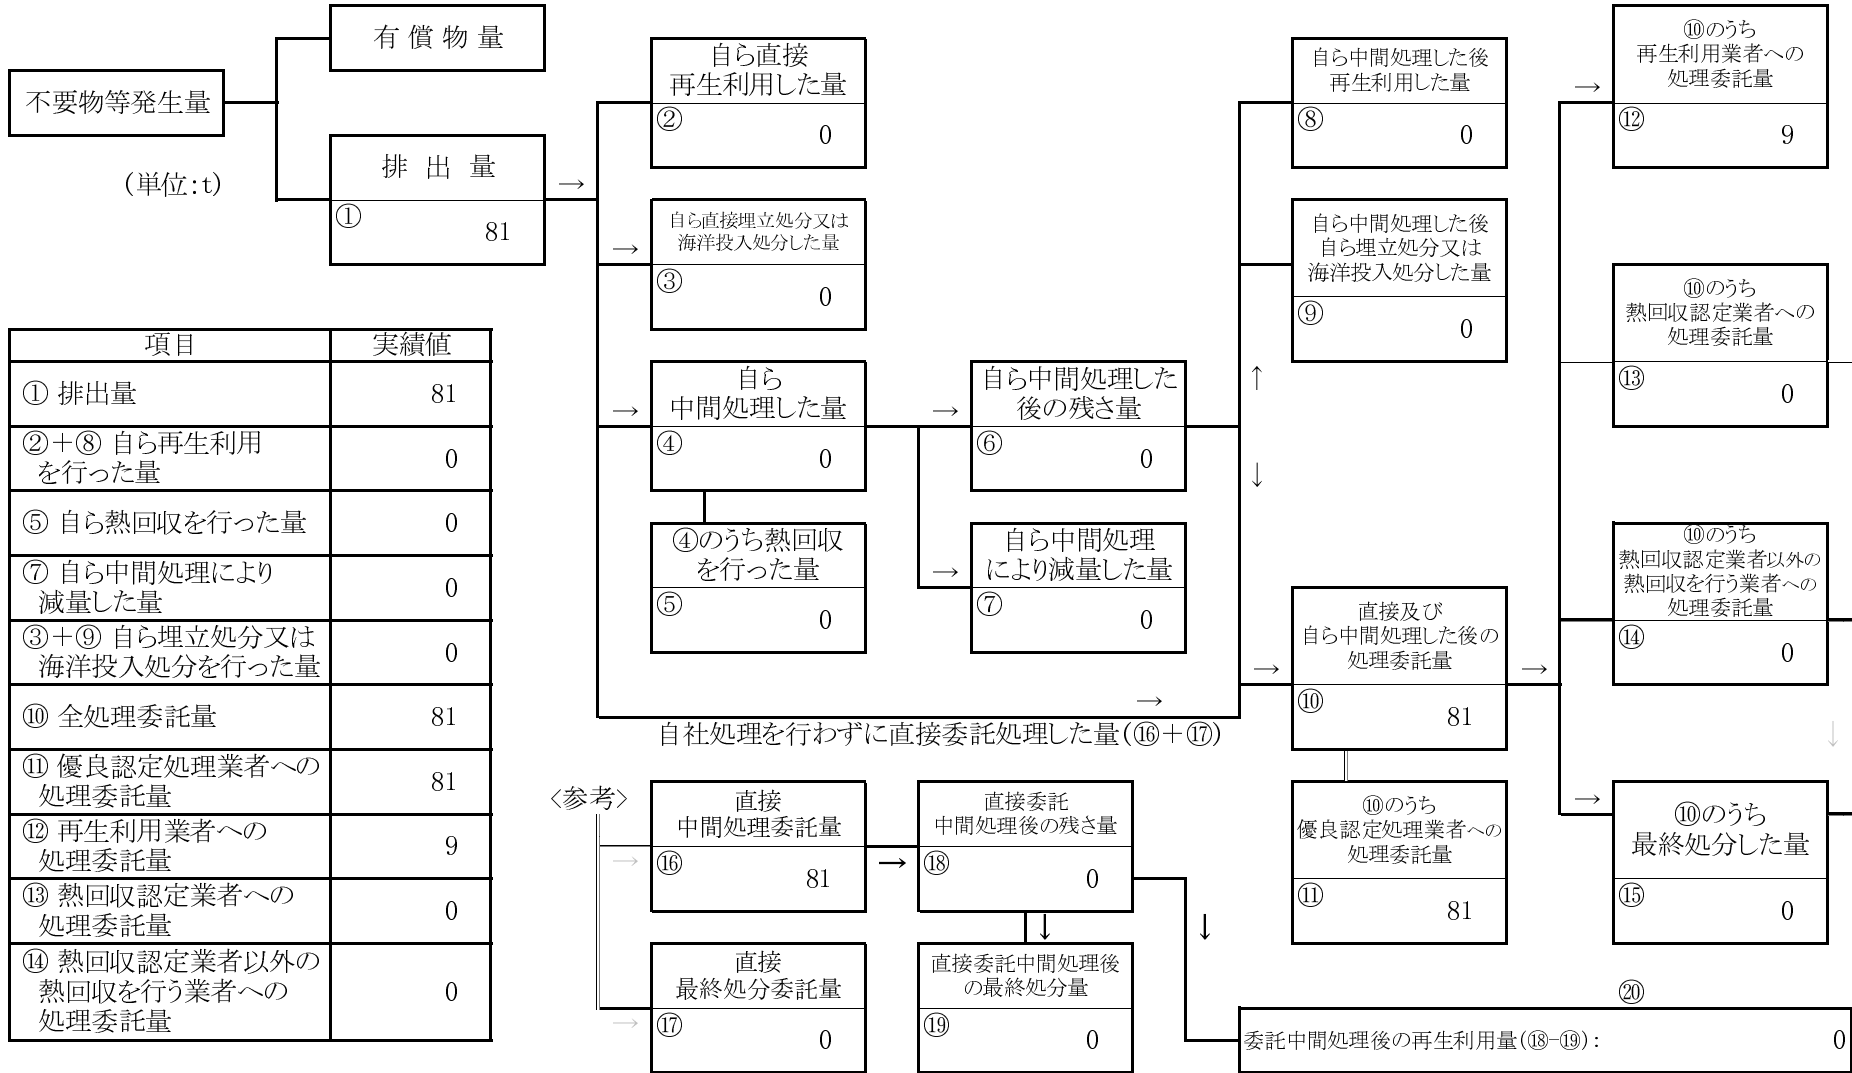 有 償 物 量
不要物等発生量
(単位:t)
排 出 量
①
81
→
自ら直接
再生利用した量
②
0
→
自ら直接埋立処分又は
海洋投入処分した量
③
0
→
自ら
中間処理した量
④
0
④のうち熱回収
を行った量
⑤
0
→
自ら中間処理した
後の残さ量
⑥
0
→
自ら中間処理
により減量した量
⑦
0
↑
↓
自ら中間処理した後
再生利用した量
⑧
0
自ら中間処理した後
自ら埋立処分又は
海洋投入処分した量
⑨
0
→
→
自社処理を行わずに直接委託処理した量(⑯+⑰)
直接及び
自ら中間処理した後の
処理委託量
⑩
81
→
⑩のうち
優良認定処理業者への
処理委託量
⑪
81
→
⑩のうち
再生利用業者への
処理委託量
⑫
9
⑩のうち
熱回収認定業者への
処理委託量
⑬
0
⑩のうち
熱回収認定業者以外の
熱回収を行う業者への
処理委託量
⑭
0
↓
→
⑩のうち
最終処分した量
⑮
0
項目 実績値
① 排出量 81
②+⑧ 自ら再生利用
を行った量 0
⑤ 自ら熱回収を行った量 0
⑦ 自ら中間処理により
減量した量 0
③+⑨ 自ら埋立処分又は
海洋投入処分を行った量 0
⑩ 全処理委託量 81
⑪ 優良認定処理業者への
処理委託量 81
⑫ 再生利用業者への
処理委託量 9
⑬ 熱回収認定業者への
処理委託量 0
⑭ 熱回収認定業者以外の
熱回収を行う業者への
処理委託量 0
<参考>
→
直接
中間処理委託量
⑯
81
→
直接委託
中間処理後の残さ量
⑱
0
↓
↓
→
直接
最終処分委託量
⑰
0
直接委託中間処理後
の最終処分量
⑲
0
⑳
委託中間処理後の再生利用量(⑱-⑲): 0